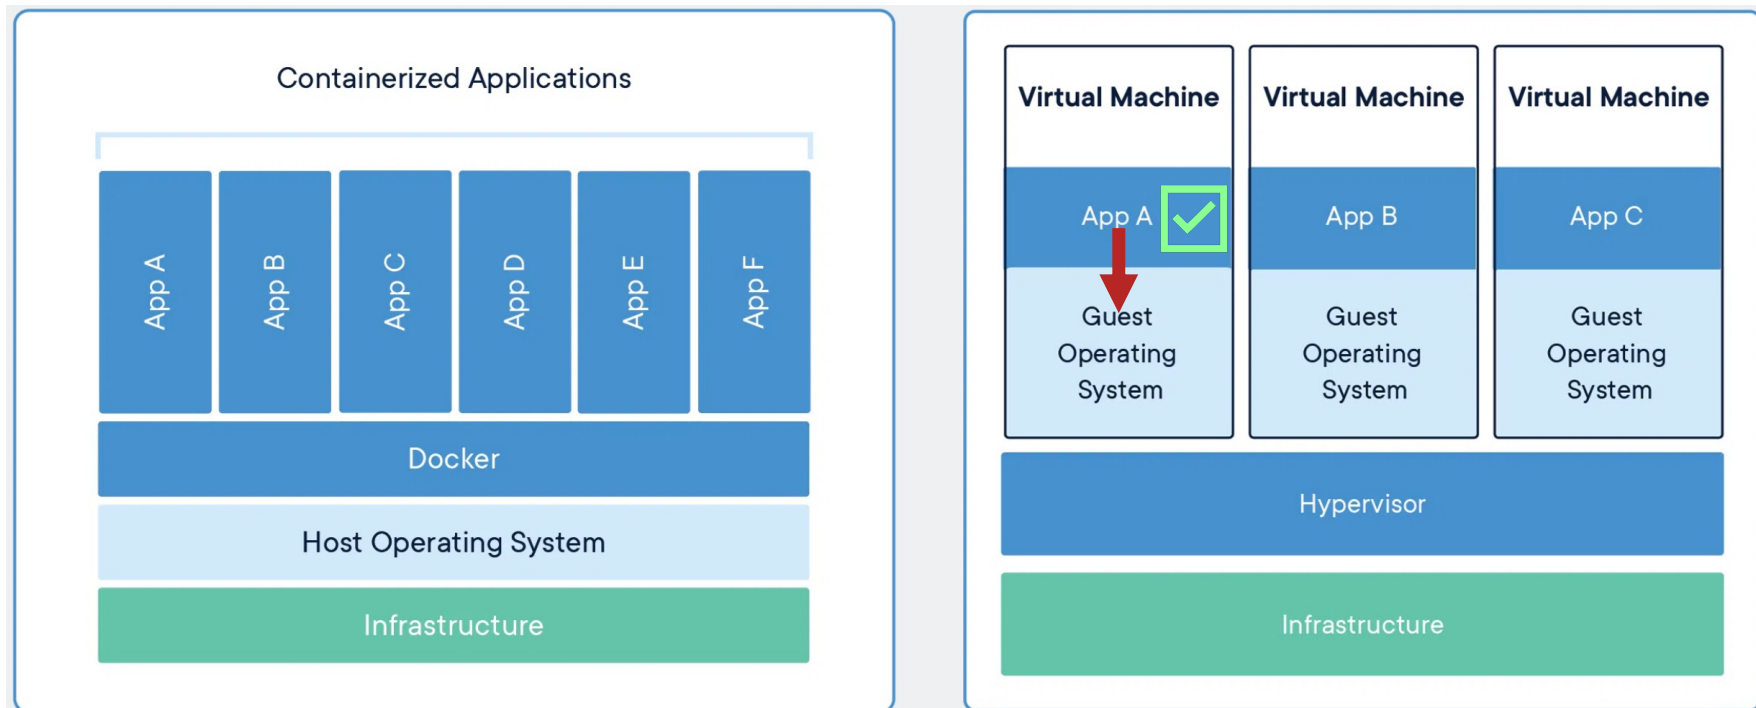 Containerized Applications
App A
App B
App C
App D
App E
App F
Docker
Host Operating System
Infrastructure
Virtual Machine
App A
Guest
Operating
System
Virtual Machine
App B
Guest
Operating
System
Virtual Machine
App C
Guest
Operating
System
Hypervisor
Infrastructure